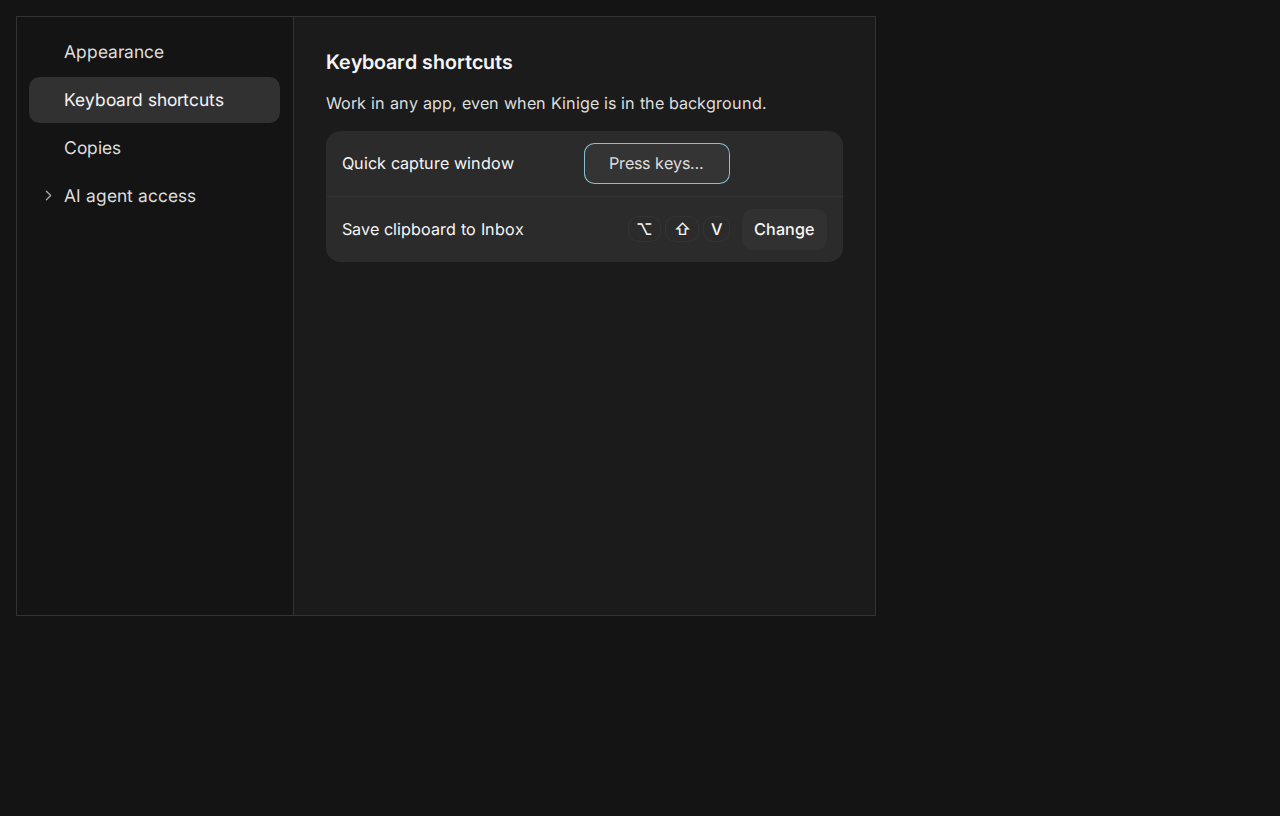 Appearance
Keyboard shortcuts
Copies
AI agent access
Keyboard shortcuts
Work in any app, even when Kinige is in the background.
Quick capture window Press keys...
Save clipboard to Inbox ⌥ ⇧ V Change